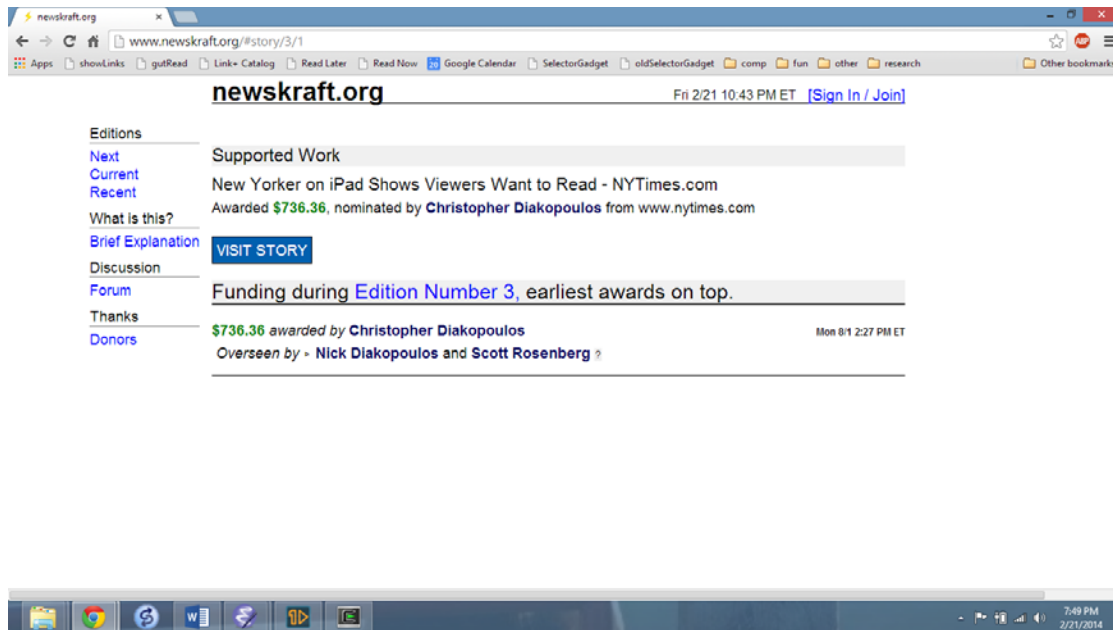 newskraft.org
www.newskraft.org/#story/3/1
Apps showLinks gutRead Link+ Catalog Read Later Read Now Google Calendar SelectorGadget oldSelectorGadget comp fun other research Other bookmarks
newskraft.org Fri 2/21 10:43 PM ET [Sign In / Join]
Editions
Next
Current
Recent
What is this?
Brief Explanation
Discussion
Forum
Thanks
Donors
Supported Work
New Yorker on iPad Shows Viewers Want to Read - NYTimes.com
Awarded $736.36, nominated by Christopher Diakopoulos from www.nytimes.com
VISIT STORY
Funding during Edition Number 3, earliest awards on top.
$736.36 awarded by Christopher Diakopoulos Mon 8/1 2:27 PM ET
Overseen by - Nick Diakopoulos and Scott Rosenberg ?
7:49 PM
2/21/2014